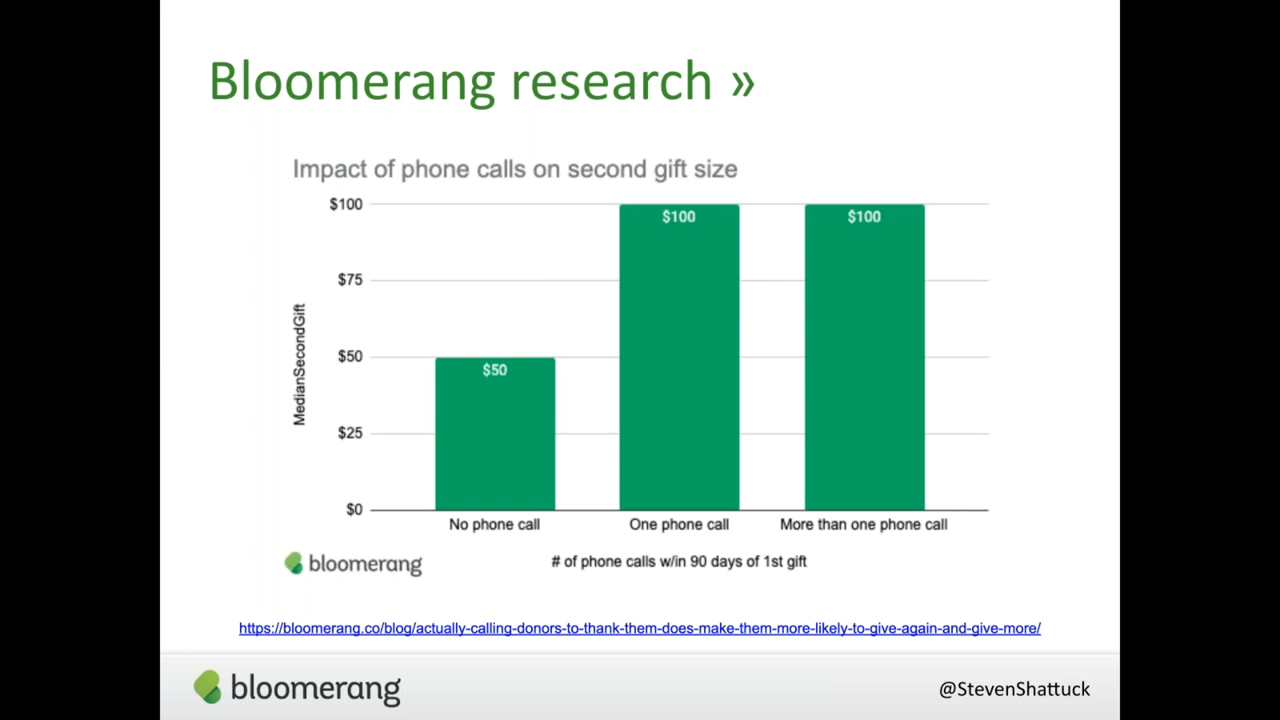 Bloomerang research »
Impact of phone calls on second gift size
$100
$75
$50
$25
$0
MedianSecondGift
$50
$100
$100
No phone call
One phone call
More than one phone call
# of phone calls w/in 90 days of 1st gift
bloomerang
https://bloomerang.co/blog/actually-calling-donors-to-thank-them-does-make-them-more-likely-to-give-again-and-give-more/
bloomerang
@StevenShattuck